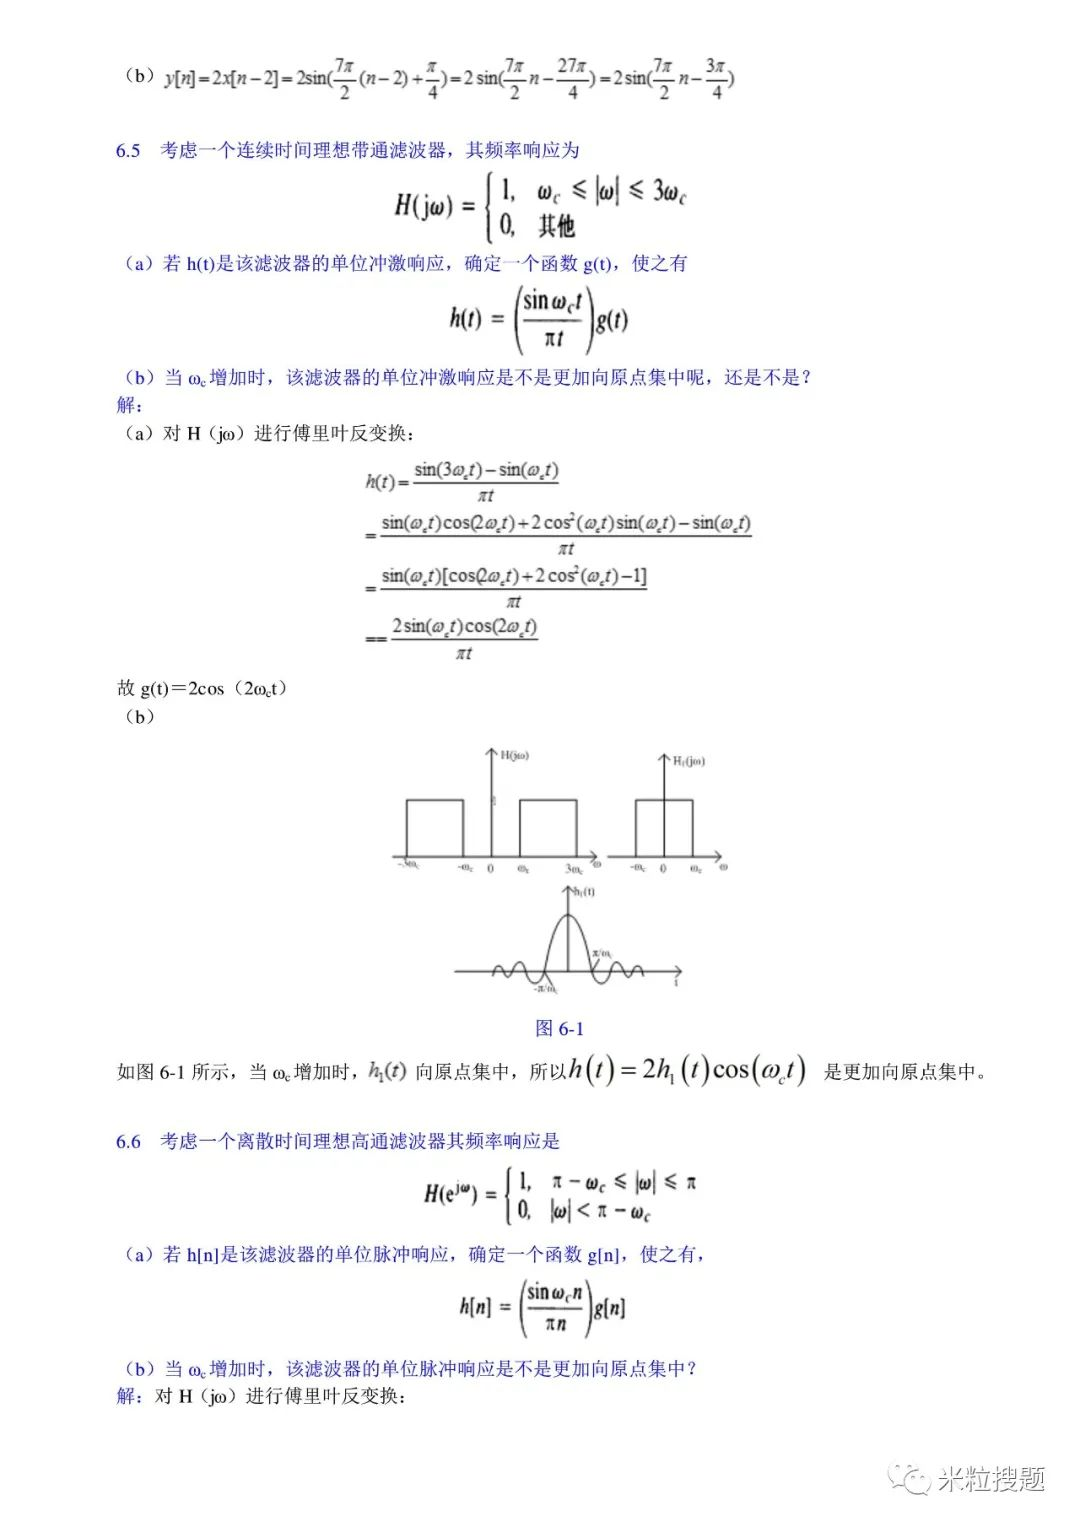 （b）y[n]=2x[n−2]=2sin(7π/2 (n−2)+π/4)=2sin(7π/2 n−27π/4)=2sin(7π/2 n−3π/4)
6.5 考虑一个连续时间理想带通滤波器，其频率响应为
H(jω) = { 1, ω_c ⩽ |ω| ⩽ 3ω_c
0, 其他
（a）若 h(t)是该滤波器的单位冲激响应，确定一个函数 g(t)，使之有
h(t) = (sin ω_c t / πt) g(t)
（b）当 ω_c 增加时，该滤波器的单位冲激响应是不是更加向原点集中呢，还是不是？
解：
（a）对 H（jω）进行傅里叶反变换：
h(t)= (sin(3ω_c t)−sin(ω_c t)) / πt
= (sin(ω_c t)cos(2ω_c t)+2cos²(ω_c t)sin(ω_c t)−sin(ω_c t)) / πt
= sin(ω_c t)[cos(2ω_c t)+2cos²(ω_c t)−1] / πt
== 2sin(ω_c t)cos(2ω_c t) / πt
故 g(t)＝2cos（2ω_c t）
（b）
H(jω) H₁(jω)
-3ω_c -ω_c 0 ω_c 3ω_c ω -ω_c 0 ω_c ω
h₁(t)
π/ω_c
-π/ω_c t
图 6-1
如图 6-1 所示，当 ω_c 增加时，h₁(t) 向原点集中，所以h(t) = 2h₁(t)cos(ω_c t) 是更加向原点集中。
6.6 考虑一个离散时间理想高通滤波器其频率响应是
H(e^jω) = { 1, π − ω_c ⩽ |ω| ⩽ π
0, |ω| < π − ω_c
（a）若 h[n]是该滤波器的单位脉冲响应，确定一个函数 g[n]，使之有，
h[n] = (sin ω_c n / πn) g[n]
（b）当 ω_c 增加时，该滤波器的单位脉冲响应是不是更加向原点集中？
解：对 H（jω）进行傅里叶反变换：
米粒搜题